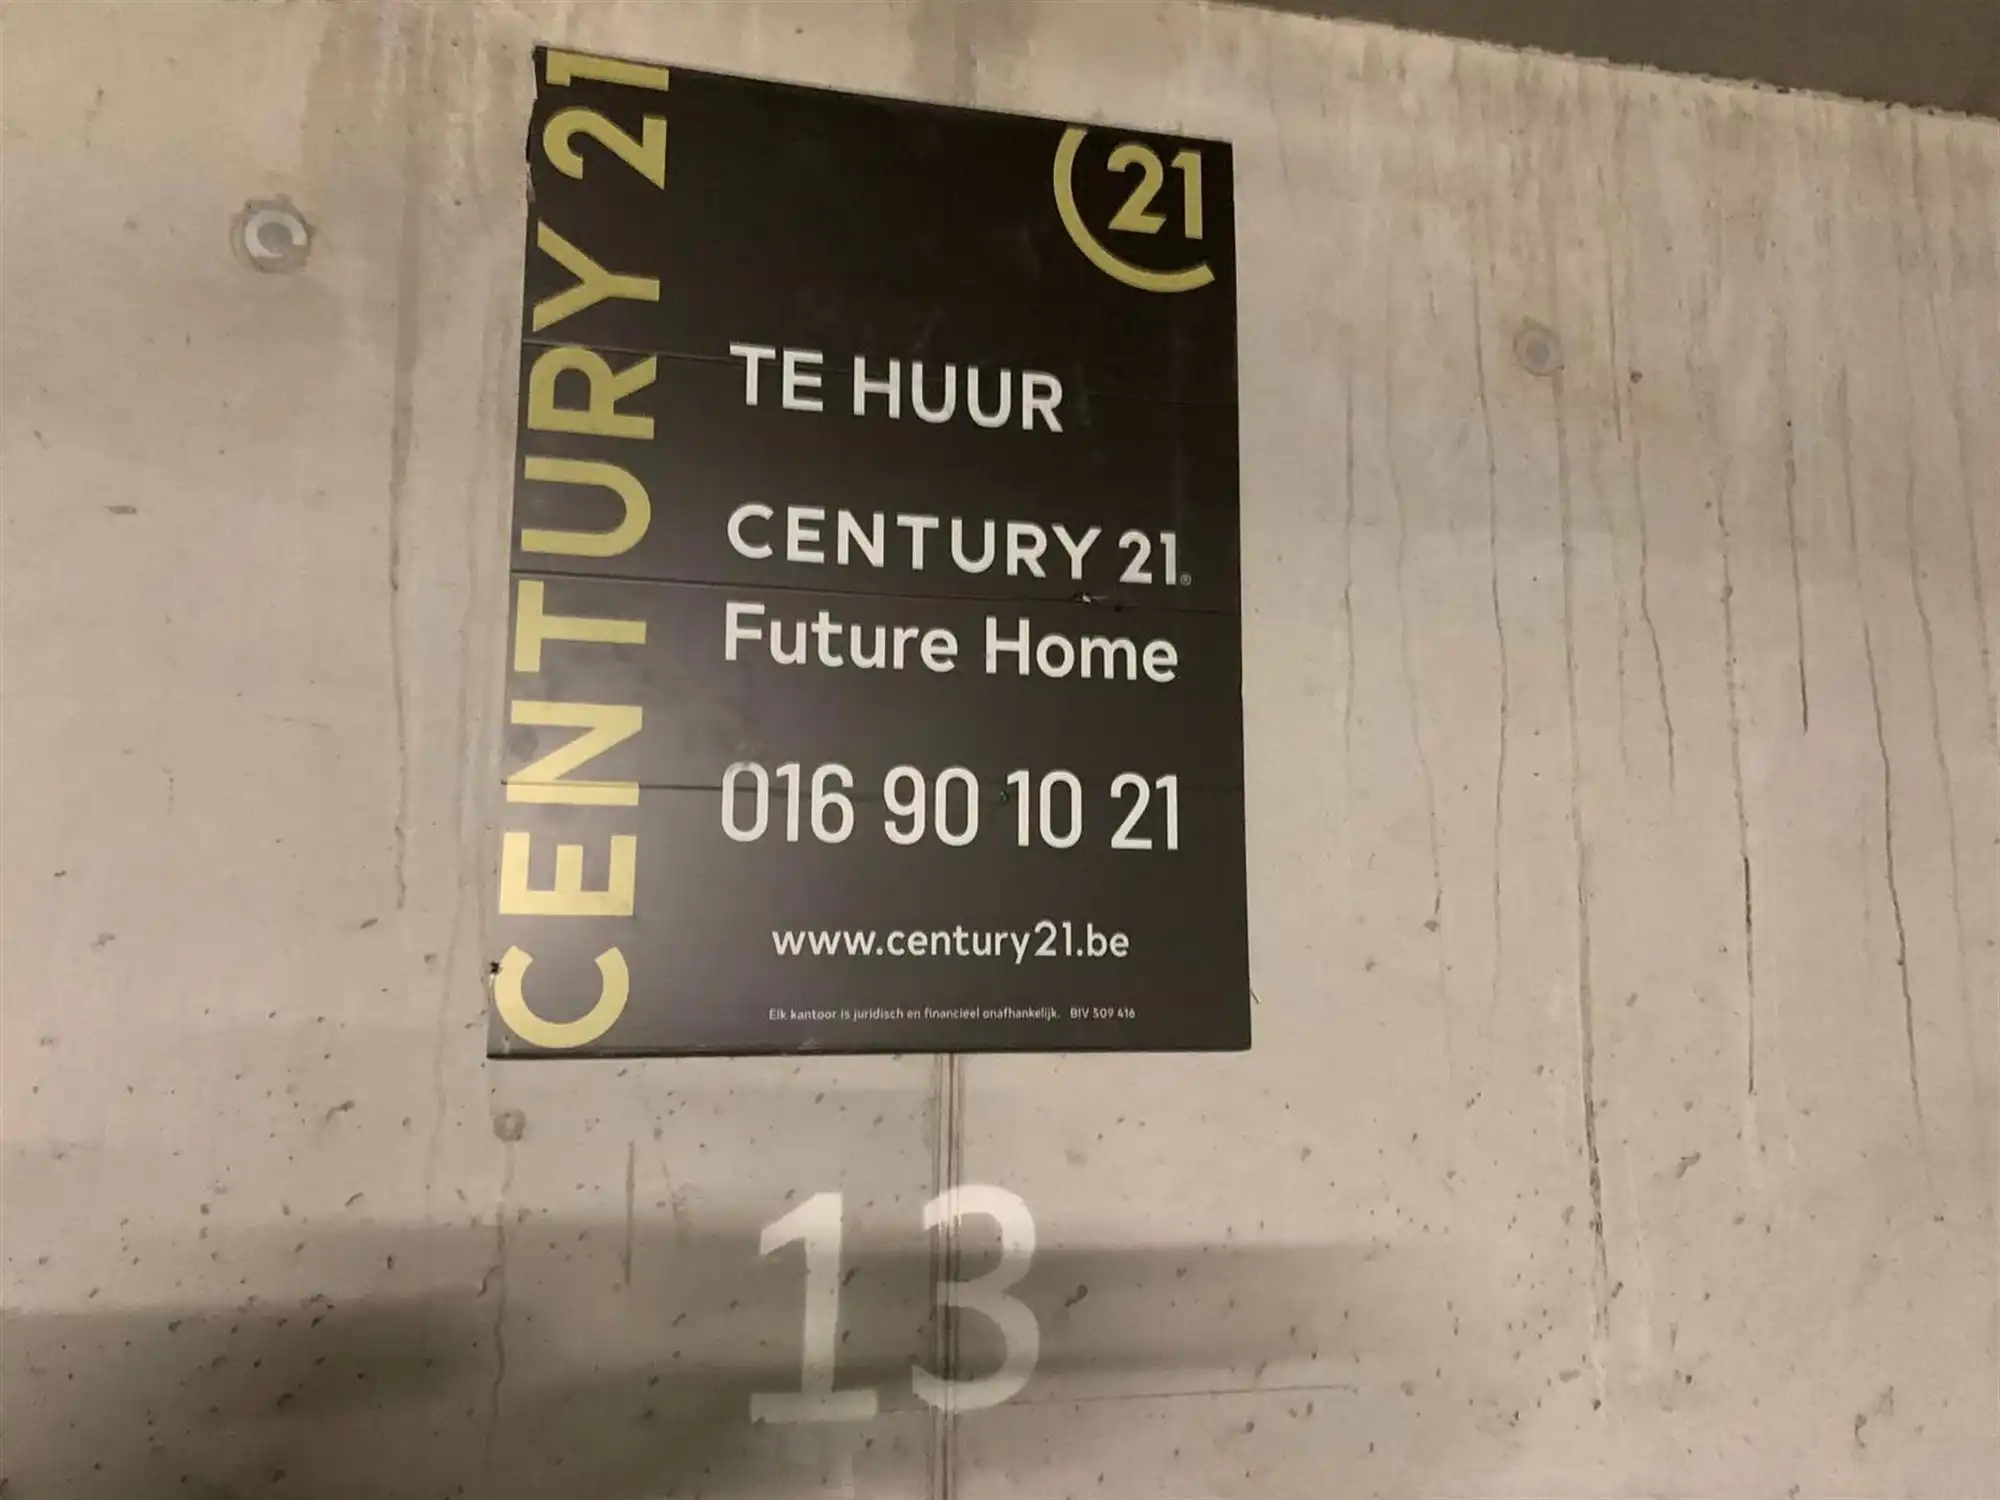 CENTURY 21
21
TE HUUR
CENTURY 21®
Future Home
016 90 10 21
www.century21.be
Elk kantoor is juridisch en financieel onafhankelijk. BIV 509 416
13